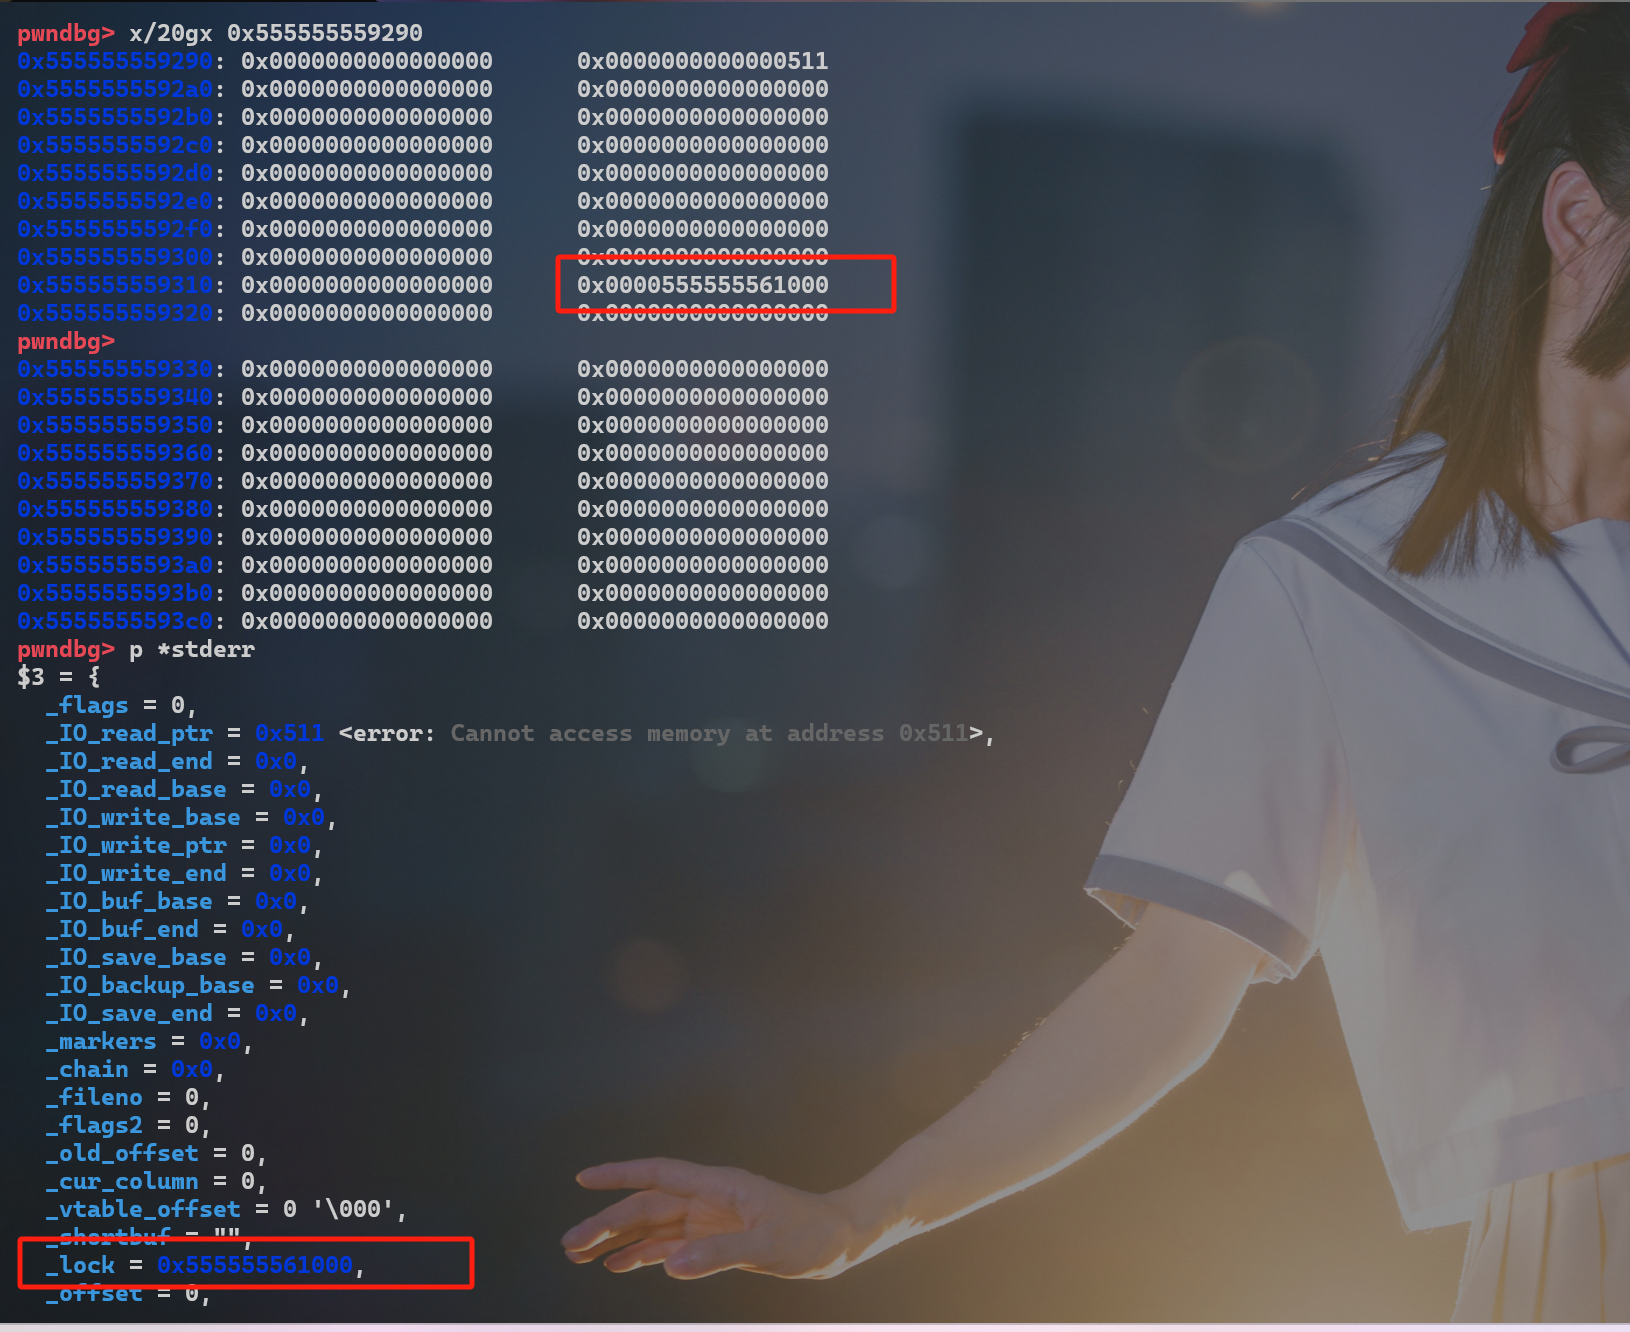 pwndbg> x/20gx 0x555555559290
0x555555559290: 0x0000000000000000 0x0000000000000511
0x5555555592a0: 0x0000000000000000 0x0000000000000000
0x5555555592b0: 0x0000000000000000 0x0000000000000000
0x5555555592c0: 0x0000000000000000 0x0000000000000000
0x5555555592d0: 0x0000000000000000 0x0000000000000000
0x5555555592e0: 0x0000000000000000 0x0000000000000000
0x5555555592f0: 0x0000000000000000 0x0000000000000000
0x555555559300: 0x0000000000000000 0x0000000000000000
0x555555559310: 0x0000000000000000 0x0000555555561000
0x555555559320: 0x0000000000000000 0x0000000000000000
pwndbg>
0x555555559330: 0x0000000000000000 0x0000000000000000
0x555555559340: 0x0000000000000000 0x0000000000000000
0x555555559350: 0x0000000000000000 0x0000000000000000
0x555555559360: 0x0000000000000000 0x0000000000000000
0x555555559370: 0x0000000000000000 0x0000000000000000
0x555555559380: 0x0000000000000000 0x0000000000000000
0x555555559390: 0x0000000000000000 0x0000000000000000
0x5555555593a0: 0x0000000000000000 0x0000000000000000
0x5555555593b0: 0x0000000000000000 0x0000000000000000
0x5555555593c0: 0x0000000000000000 0x0000000000000000
pwndbg> p *stderr
$3 = {
_flags = 0,
_IO_read_ptr = 0x511 <error: Cannot access memory at address 0x511>,
_IO_read_end = 0x0,
_IO_read_base = 0x0,
_IO_write_base = 0x0,
_IO_write_ptr = 0x0,
_IO_write_end = 0x0,
_IO_buf_base = 0x0,
_IO_buf_end = 0x0,
_IO_save_base = 0x0,
_IO_backup_base = 0x0,
_IO_save_end = 0x0,
_markers = 0x0,
_chain = 0x0,
_fileno = 0,
_flags2 = 0,
_old_offset = 0,
_cur_column = 0,
_vtable_offset = 0 '\000',
_shortbuf = "",
_lock = 0x555555561000,
_offset = 0,